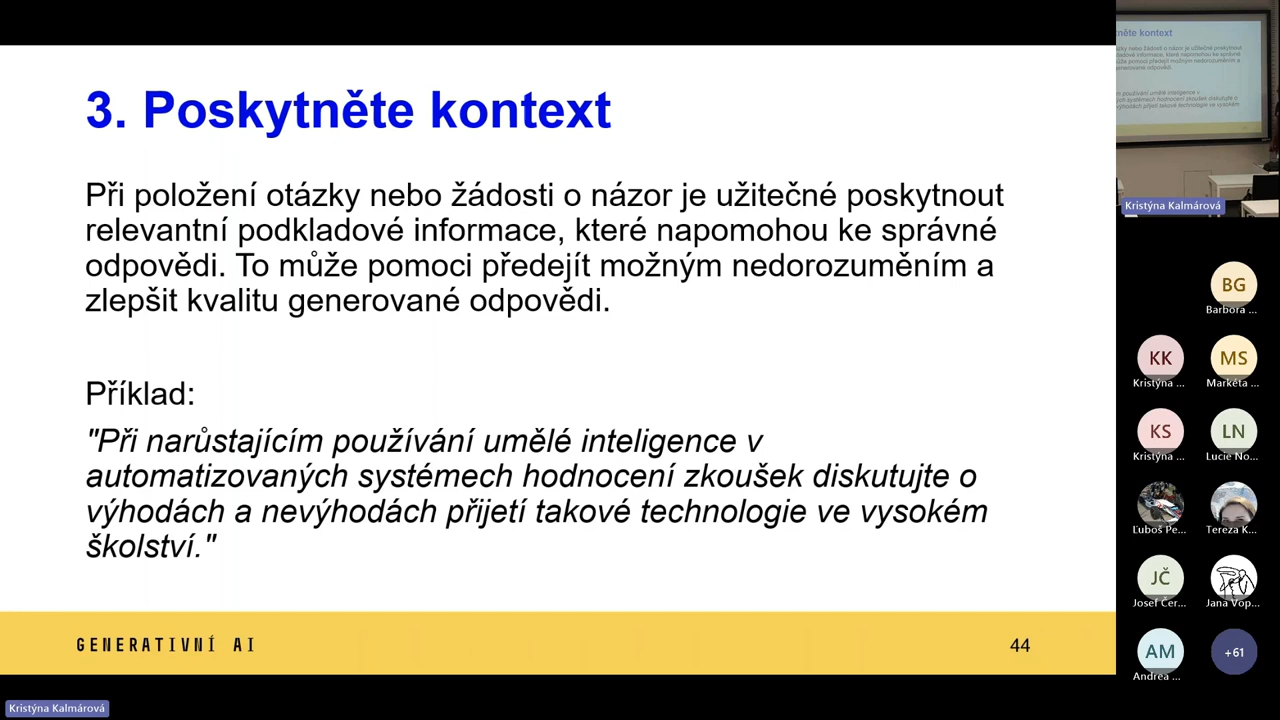 3. Poskytněte kontext
Při položení otázky nebo žádosti o názor je užitečné poskytnout
relevantní podkladové informace, které napomohou ke správné
odpovědi. To může pomoci předejít možným nedorozuměním a
zlepšit kvalitu generované odpovědi.
Příklad:
"Při narůstajícím používání umělé inteligence v
automatizovaných systémech hodnocení zkoušek diskutujte o
výhodách a nevýhodách přijetí takové technologie ve vysokém
školství."
GENERATIVNÍ AI
44
Kristýna Kalmárová
něte kontext
Kristýna Kalmárová
BG
Barbora ...
KK
MS
Kristýna ...
Markéta ...
KS
LN
Kristýna ...
Lucie No...
Ľuboš Pe...
Tereza K...
JČ
Josef Čer...
Jana Vop...
AM
+61
Andrea ...